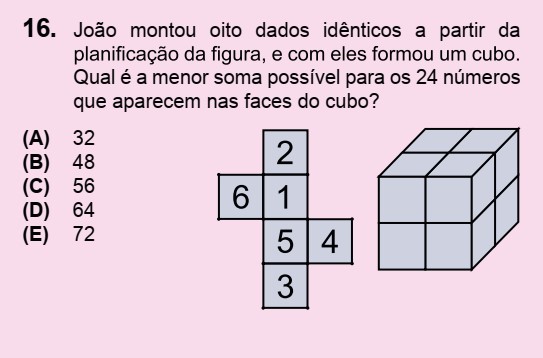 16. João montou oito dados idênticos a partir da
planificação da figura, e com eles formou um cubo.
Qual é a menor soma possível para os 24 números
que aparecem nas faces do cubo?
(A) 32
(B) 48
(C) 56
(D) 64
(E) 72
2
6 1
5 4
3